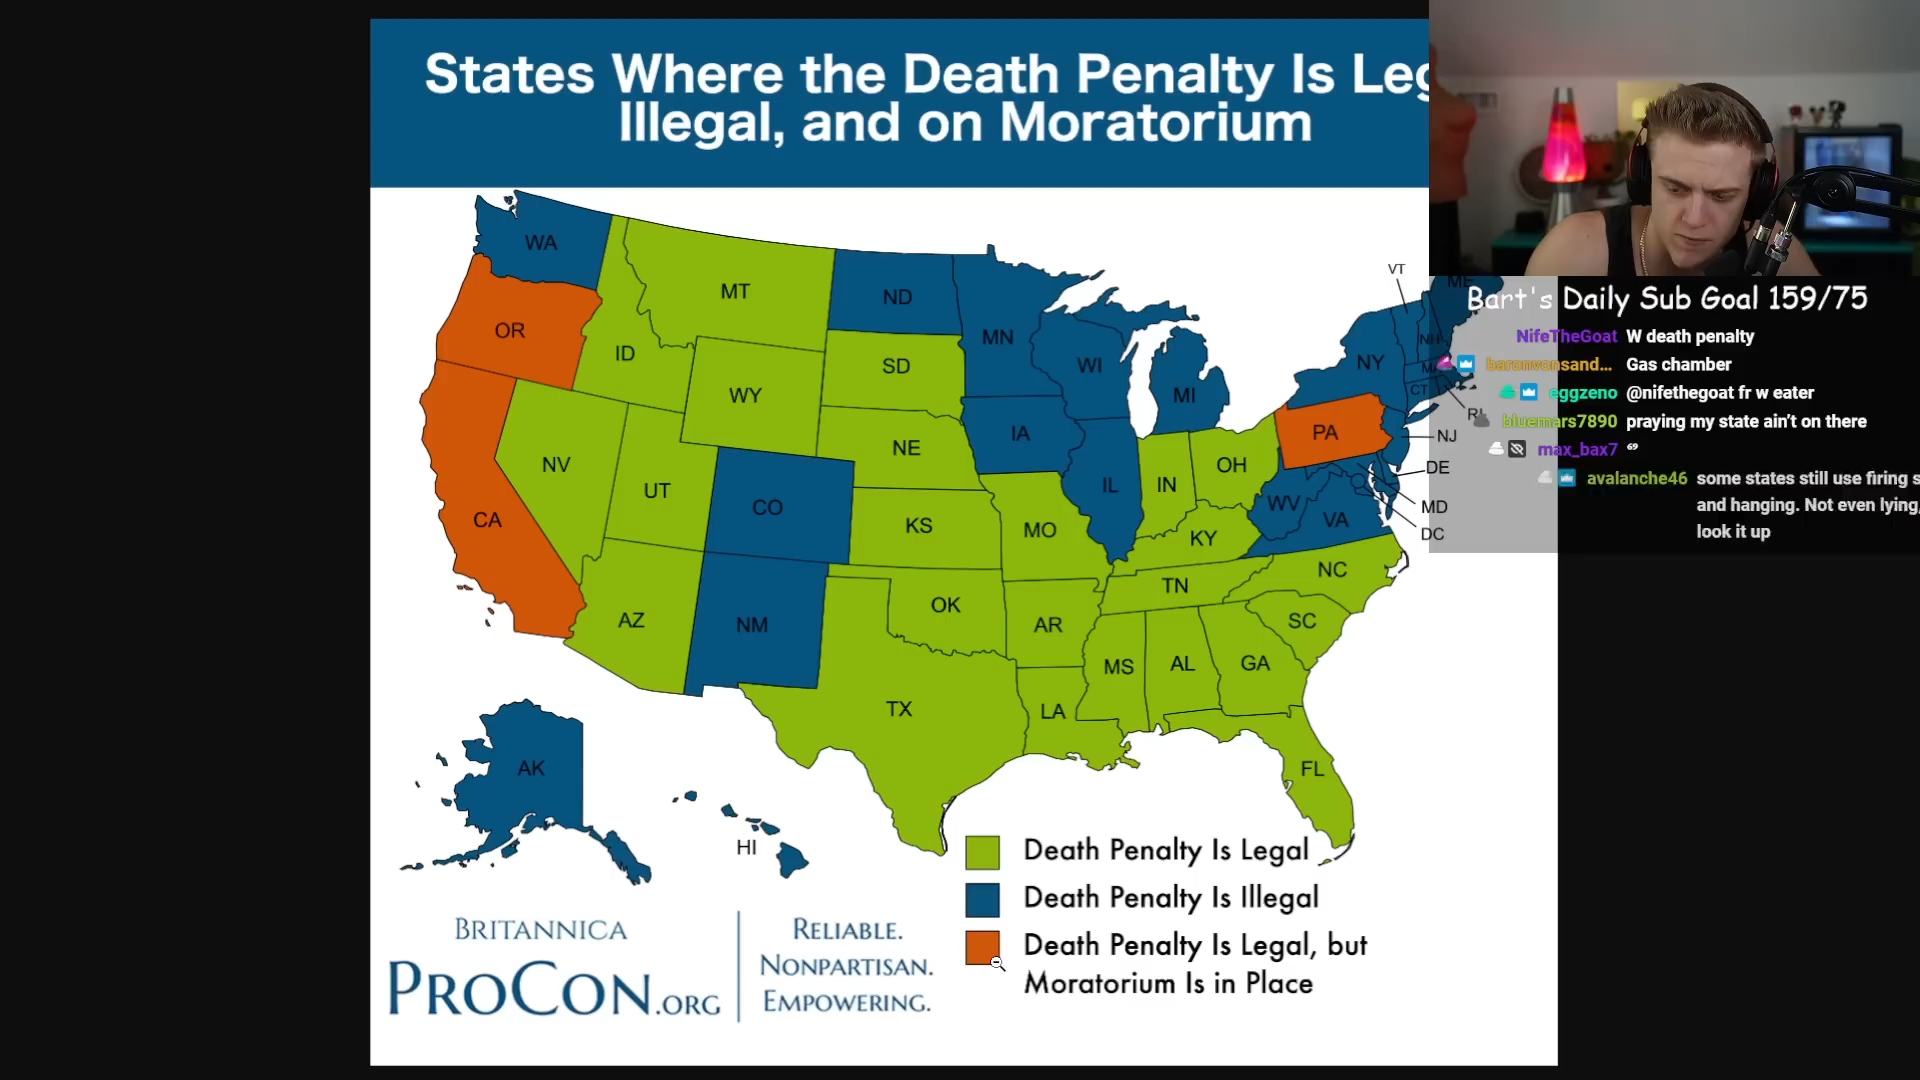 States Where the Death Penalty Is Leg
Illegal, and on Moratorium
WA
MT
ND
MN
VT
ME
OR
ID
SD
WI
MI
NY
NH
MA
CT
RI
WY
IA
PA
NJ
NE
NV
UT
CO
IL
IN
OH
DE
WV
VA
MD
DC
CA
KS
MO
KY
NC
TN
AZ
NM
OK
AR
SC
MS
AL
GA
TX
LA
FL
AK
HI
Death Penalty Is Legal
Death Penalty Is Illegal
Death Penalty Is Legal, but
Moratorium Is in Place
BRITANNICA
PROCON.ORG
RELIABLE.
NONPARTISAN.
EMPOWERING.
Bart's Daily Sub Goal 159/75
NifeTheGoat W death penalty
baronvonsand... Gas chamber
eggzeno @nifethegoat fr w eater
bluemars7890 praying my state ain't on there
max_bax7 69
avalanche46 some states still use firing s
and hanging. Not even lying,
look it up